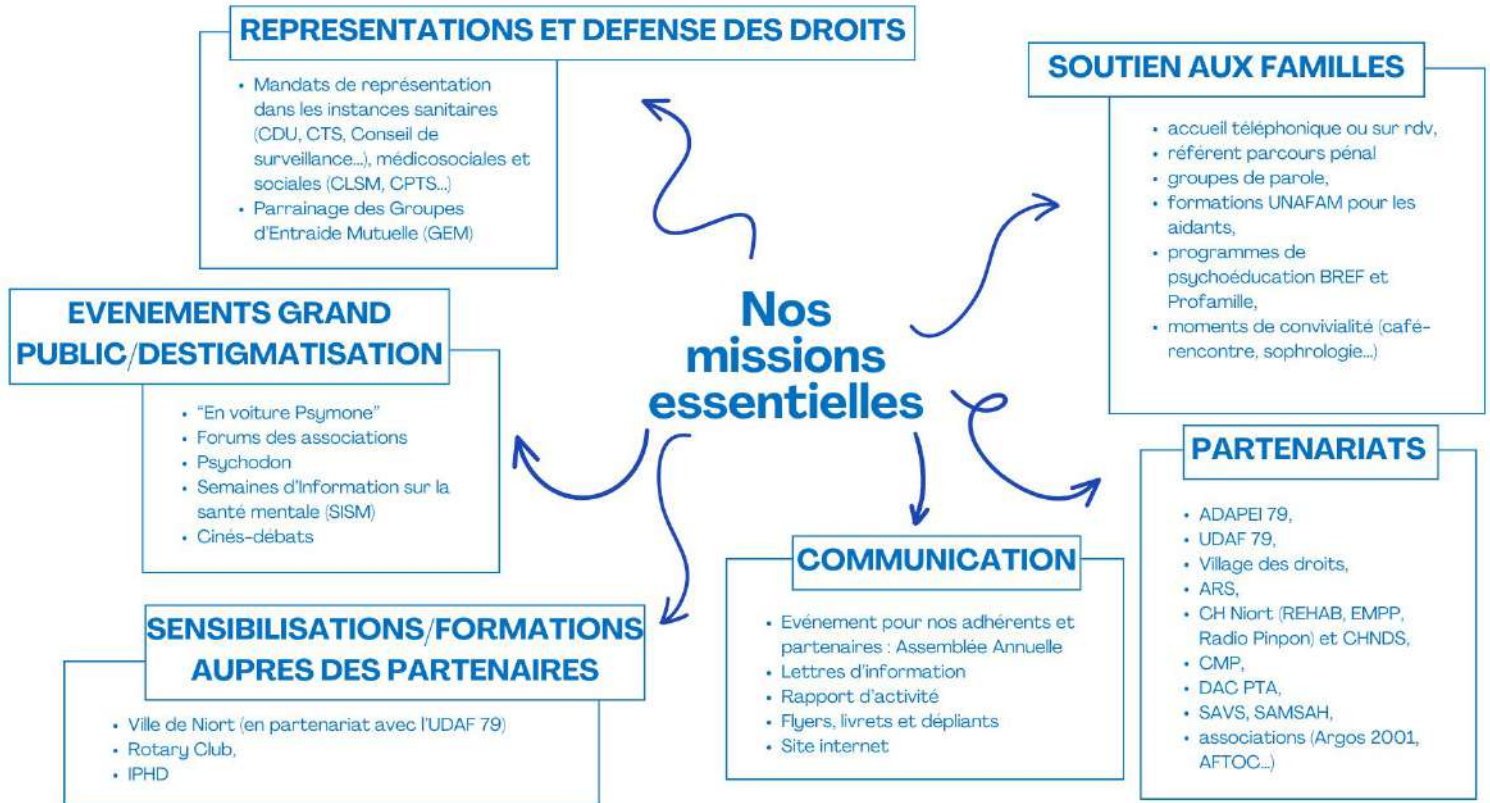 REPRESENTATIONS ET DEFENSE DES DROITS
• Mandats de représentation
dans les instances sanitaires
(CDU, CTS, Conseil de
surveillance...), médicosociales et
sociales (CLSM, CPTS...)
• Parrainage des Groupes
d'Entraide Mutuelle (GEM)
SOUTIEN AUX FAMILLES
• accueil téléphonique ou sur rdv,
• référent parcours pénal
• groupes de parole,
• formations UNAFAM pour les
aidants,
• programmes de
psychoéducation BREF et
Profamille,
• moments de convivialité (café-
rencontre, sophrologie...)
Nos
missions
essentielles
EVENEMENTS GRAND
PUBLIC/DESTIGMATISATION
• "En voiture Psymone"
• Forums des associations
• Psychodon
• Semaines d'Information sur la
santé mentale (SISM)
• Cinés-débats
PARTENARIATS
• ADAPEI 79,
• UDAF 79,
• Village des droits,
• ARS,
• CH Niort (REHAB, EMPP,
Radio Pinpon) et CHNDS,
• CMP,
• DAC PTA,
• SAVS, SAMSAH,
• associations (Argos 2001,
AFTOC...)
COMMUNICATION
• Evénement pour nos adhérents et
partenaires : Assemblée Annuelle
• Lettres d'information
• Rapport d'activité
• Flyers, livrets et dépliants
• Site internet
SENSIBILISATIONS/FORMATIONS
AUPRES DES PARTENAIRES
• Ville de Niort (en partenariat avec l'UDAF 79)
• Rotary Club,
• IPHD